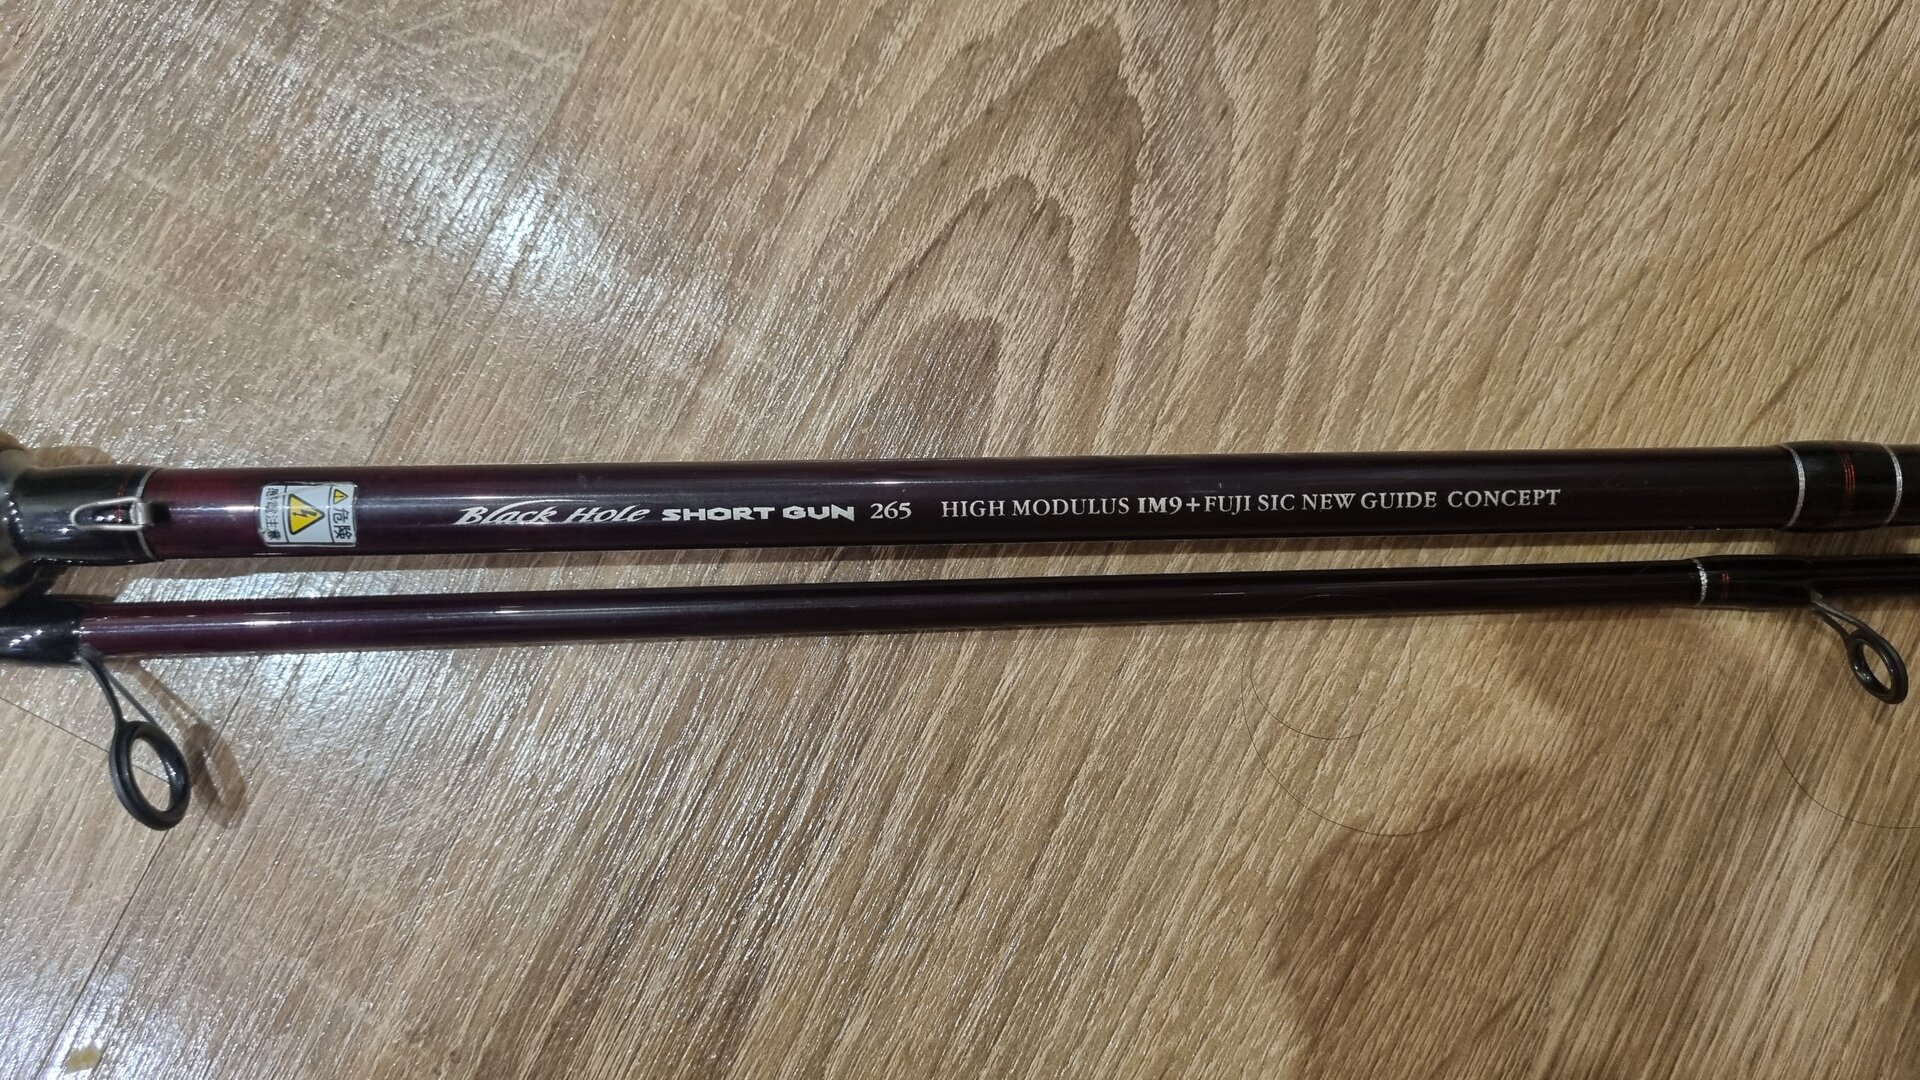 危険
Black Hole SHORT GUN 265 HIGH MODULUS IM9+FUJI SIC NEW GUIDE CONCEPT